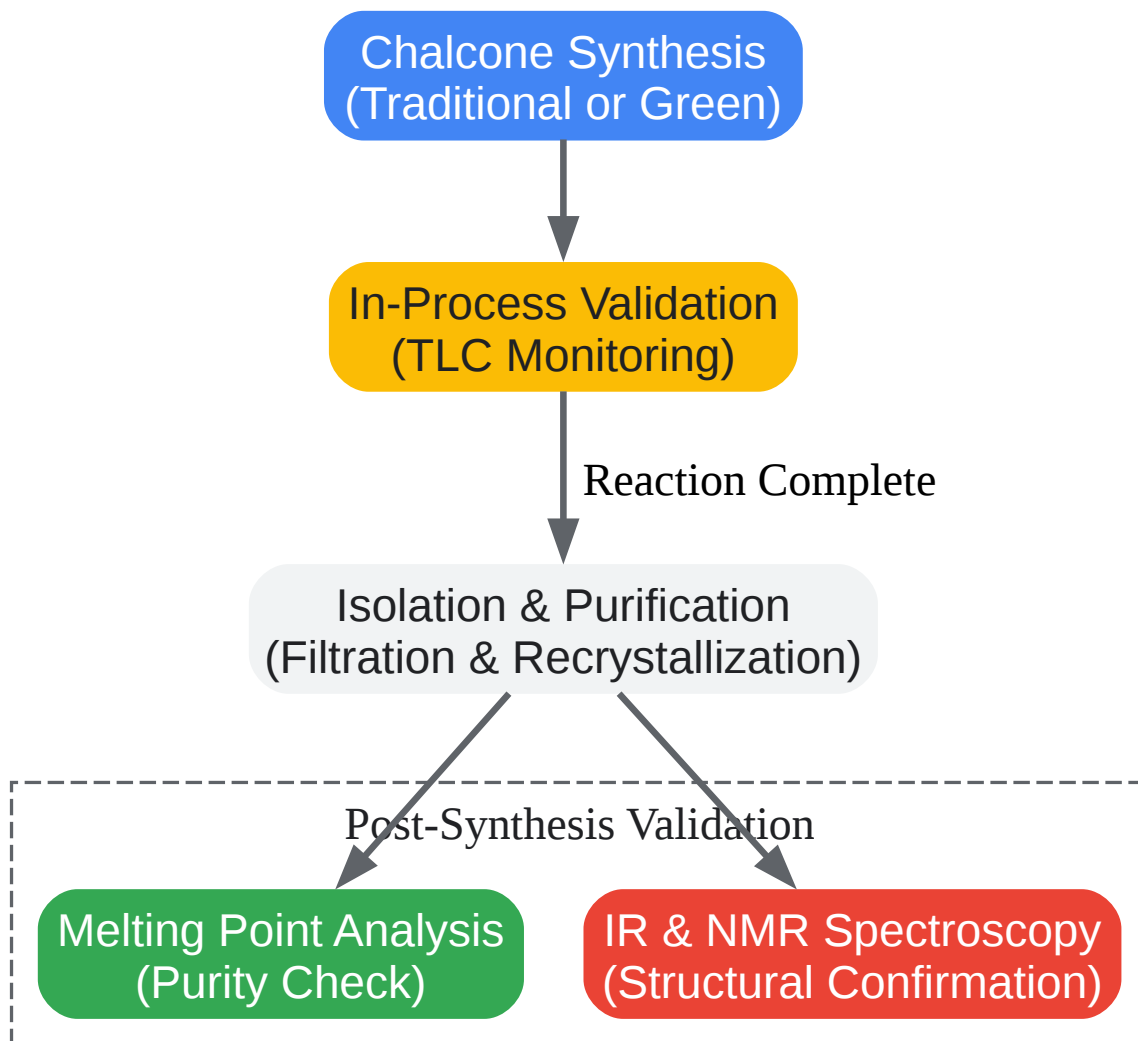 Chalcone Synthesis
(Traditional or Green)
In-Process Validation
(TLC Monitoring)
Reaction Complete
Isolation & Purification
(Filtration & Recrystallization)
Post-Synthesis Validation
Melting Point Analysis
(Purity Check)
IR & NMR Spectroscopy
(Structural Confirmation)